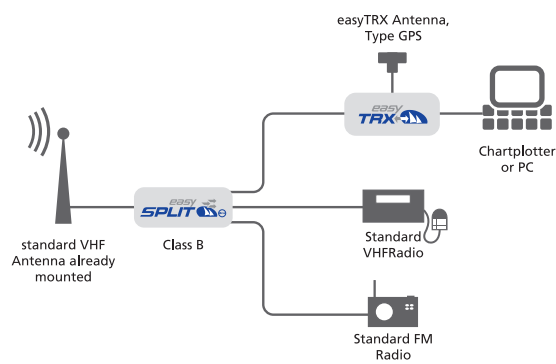 easyTRX Antenna,
Type GPS
easy
TRX
Chartplotter
or PC
easy
SPLIT
standard VHF
Antenna already
mounted
Class B
Standard
VHFRadio
Standard FM
Radio